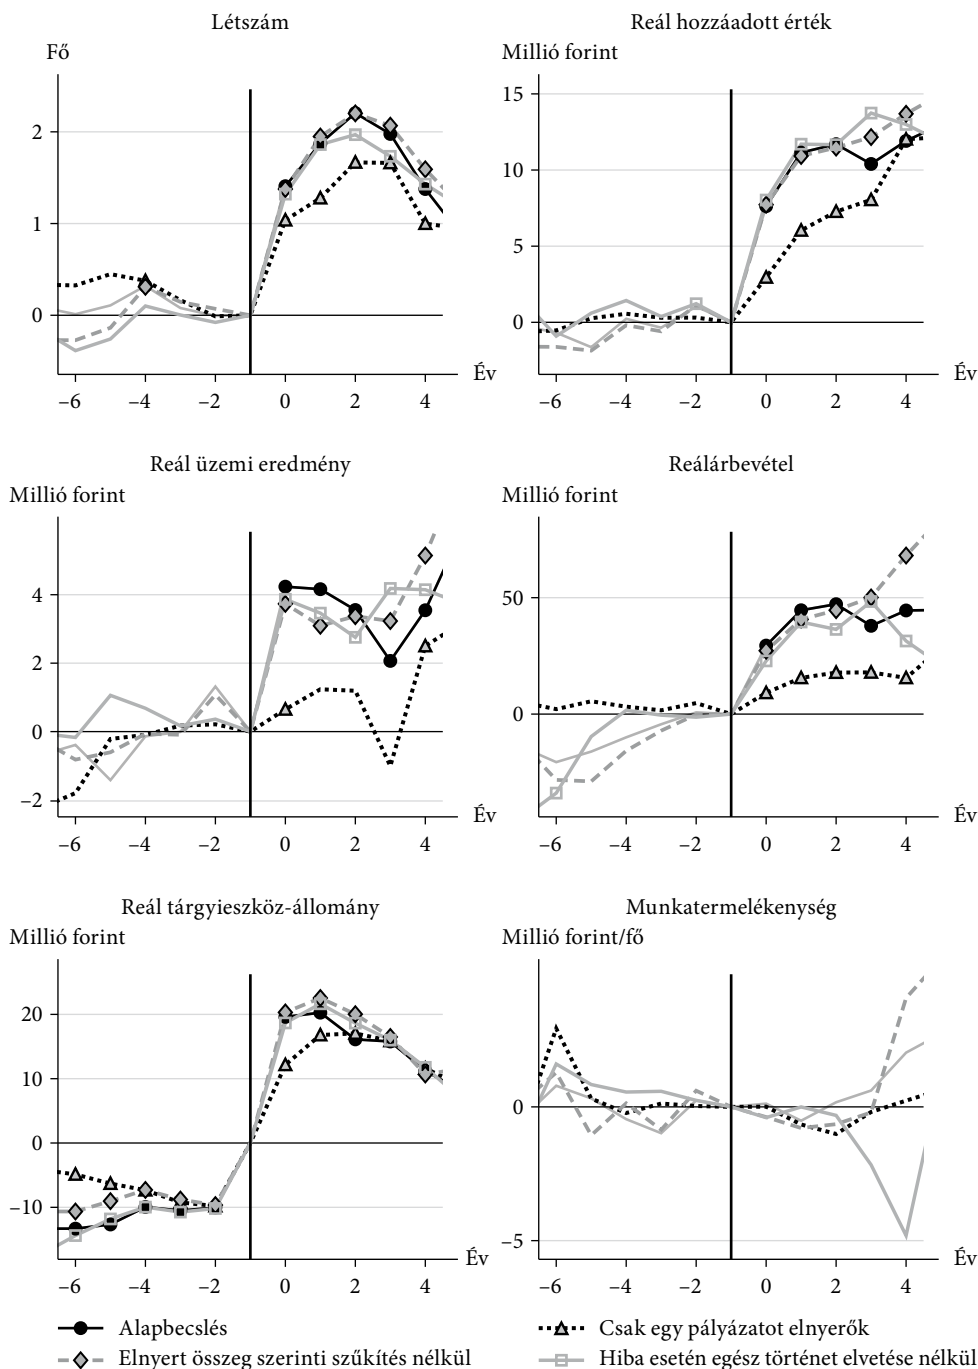 Létszám
Fő
2
1
0
–6 –4 –2 0 2 4
Év
Reál hozzáadott érték
Millió forint
15
10
5
0
–6 –4 –2 0 2 4
Év
Reál üzemi eredmény
Millió forint
4
2
0
–2
–6 –4 –2 0 2 4
Év
Reálárbevétel
Millió forint
50
0
–6 –4 –2 0 2 4
Év
Reál tárgyieszköz-állomány
Millió forint
20
10
0
–10
–6 –4 –2 0 2 4
Év
Munkatermelékenység
Millió forint/fő
0
–5
–6 –4 –2 0 2 4
Év
Alapbecslés
Csak egy pályázatot elnyerők
Elnyert összeg szerinti szűkítés nélkül
Hiba esetén egész történet elvetése nélkül